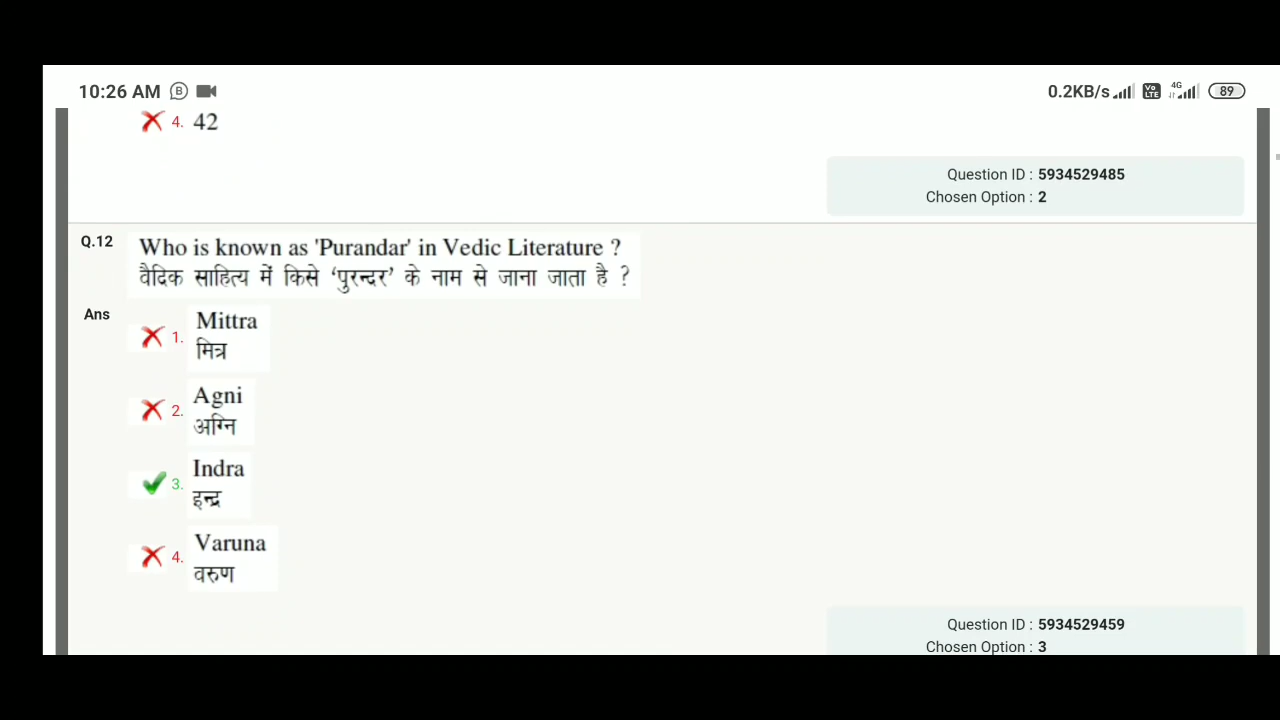 10:26 AM B 0.2KB/s Vo LTE 4G 89
4. 42
Question ID : 5934529485
Chosen Option : 2
Q.12 Who is known as 'Purandar' in Vedic Literature ?
वैदिक साहित्य में किसे ‘पुरन्दर’ के नाम से जाना जाता है ?
Ans
1. Mittra
मित्र
2. Agni
अग्नि
3. Indra
इन्द्र
4. Varuna
वरुण
Question ID : 5934529459
Chosen Option : 3